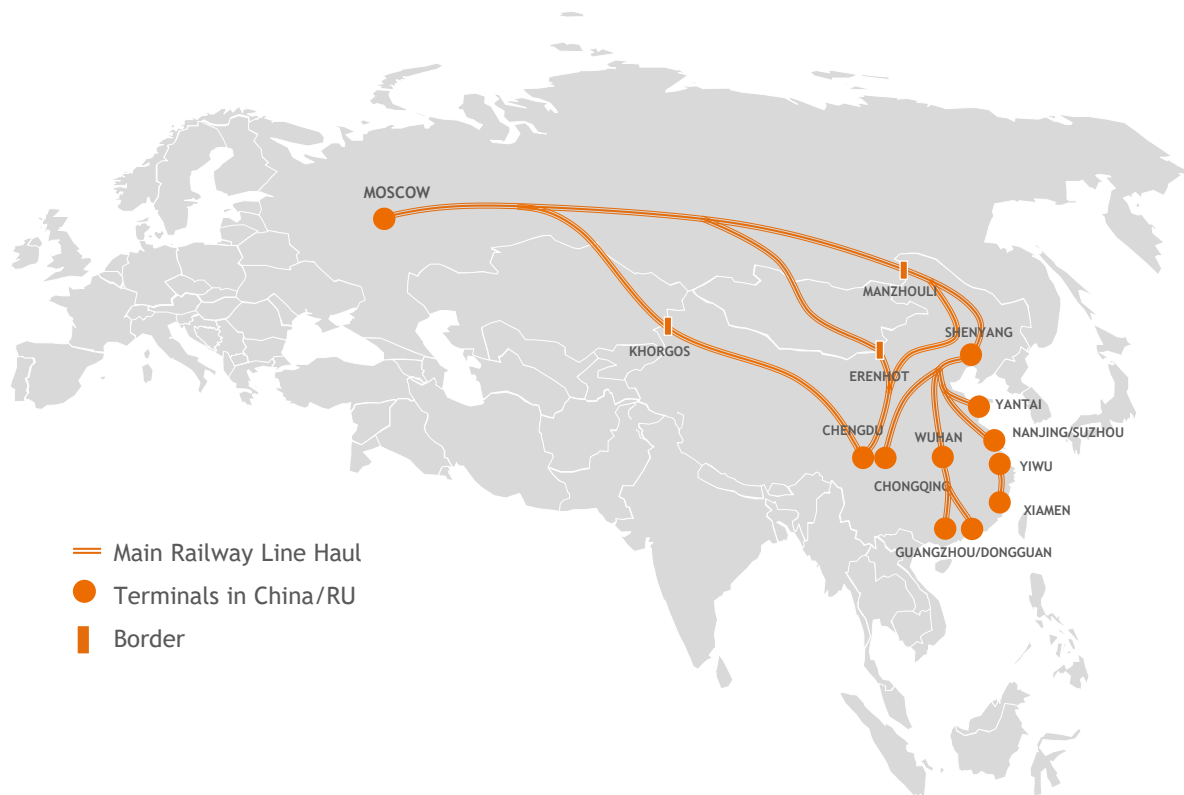 MOSCOW
MANZHOULI
SHENYANG
KHORGOS
ERENHOT
YANTAI
CHENGDU
WUHAN
NANJING/SUZHOU
YIWU
CHONGQING
XIAMEN
GUANGZHOU/DONGGUAN
Main Railway Line Haul
Terminals in China/RU
Border